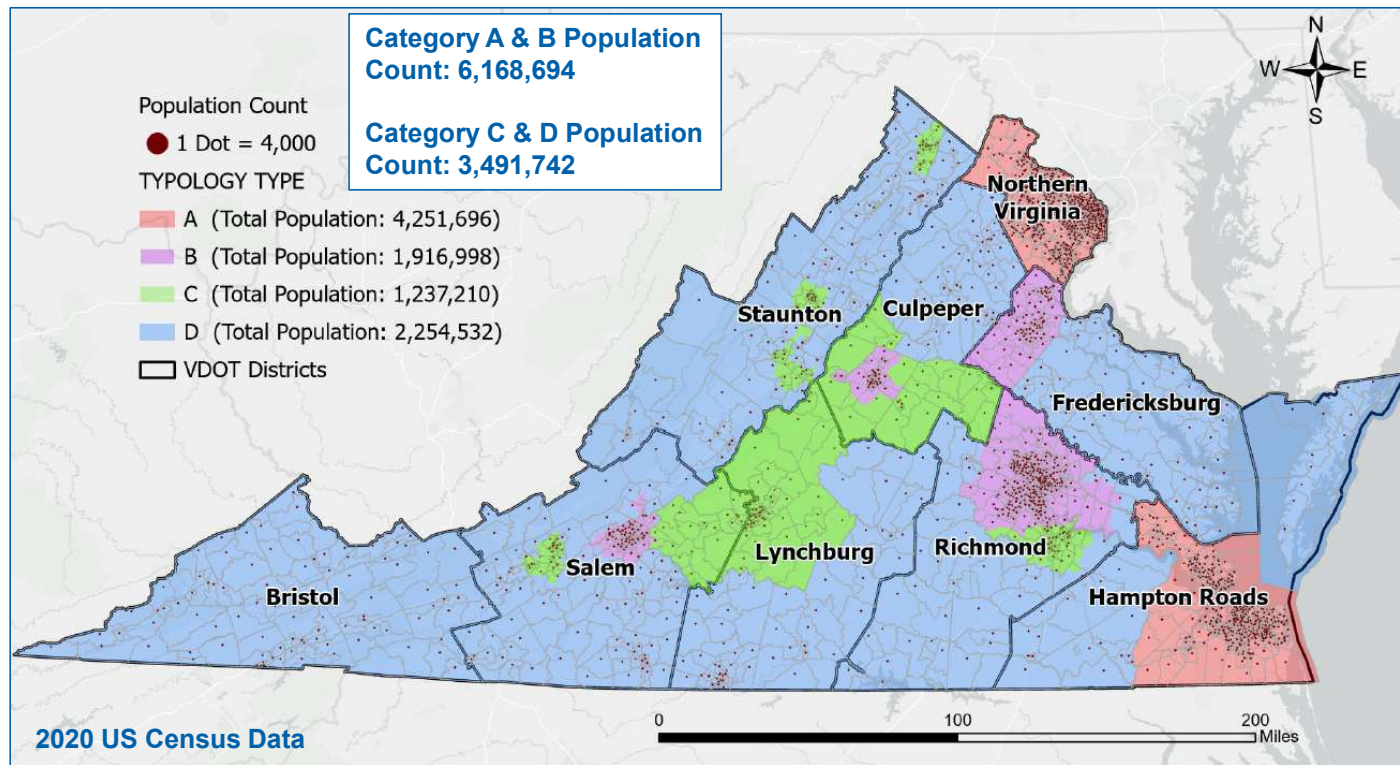 Category A & B Population
Count: 6,168,694
Category C & D Population
Count: 3,491,742
Population Count
1 Dot = 4,000
TYPOLOGY TYPE
A (Total Population: 4,251,696)
B (Total Population: 1,916,998)
C (Total Population: 1,237,210)
D (Total Population: 2,254,532)
VDOT Districts
N
W E
S
Northern
Virginia
Staunton
Culpeper
Fredericksburg
Bristol
Salem
Lynchburg
Richmond
Hampton Roads
2020 US Census Data
0 100 200
Miles